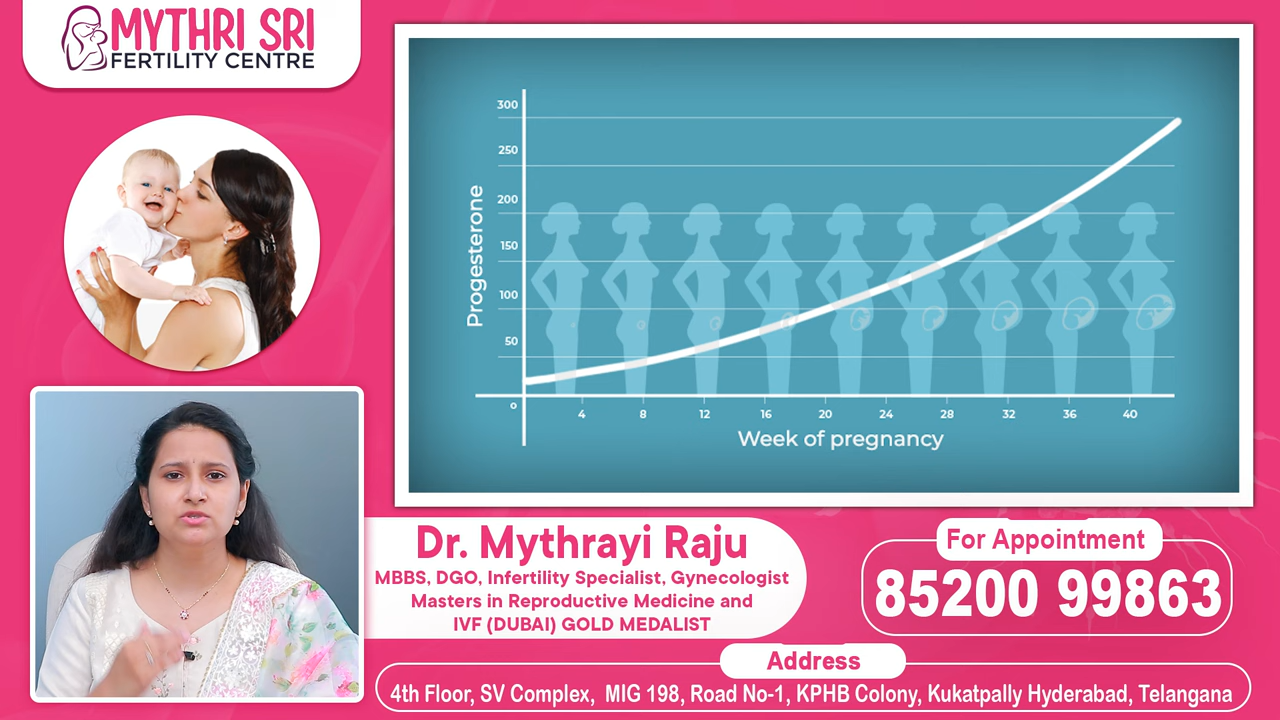 MYTHRI SRI
FERTILITY CENTRE
300
250
200
150
100
50
0
Progesterone
4 8 12 16 20 24 28 32 36 40
Week of pregnancy
Dr. Mythrayi Raju
MBBS, DGO, Infertility Specialist, Gynecologist
Masters in Reproductive Medicine and
IVF (DUBAI) GOLD MEDALIST
For Appointment
85200 99863
Address
4th Floor, SV Complex, MIG 198, Road No-1, KPHB Colony, Kukatpally Hyderabad, Telangana